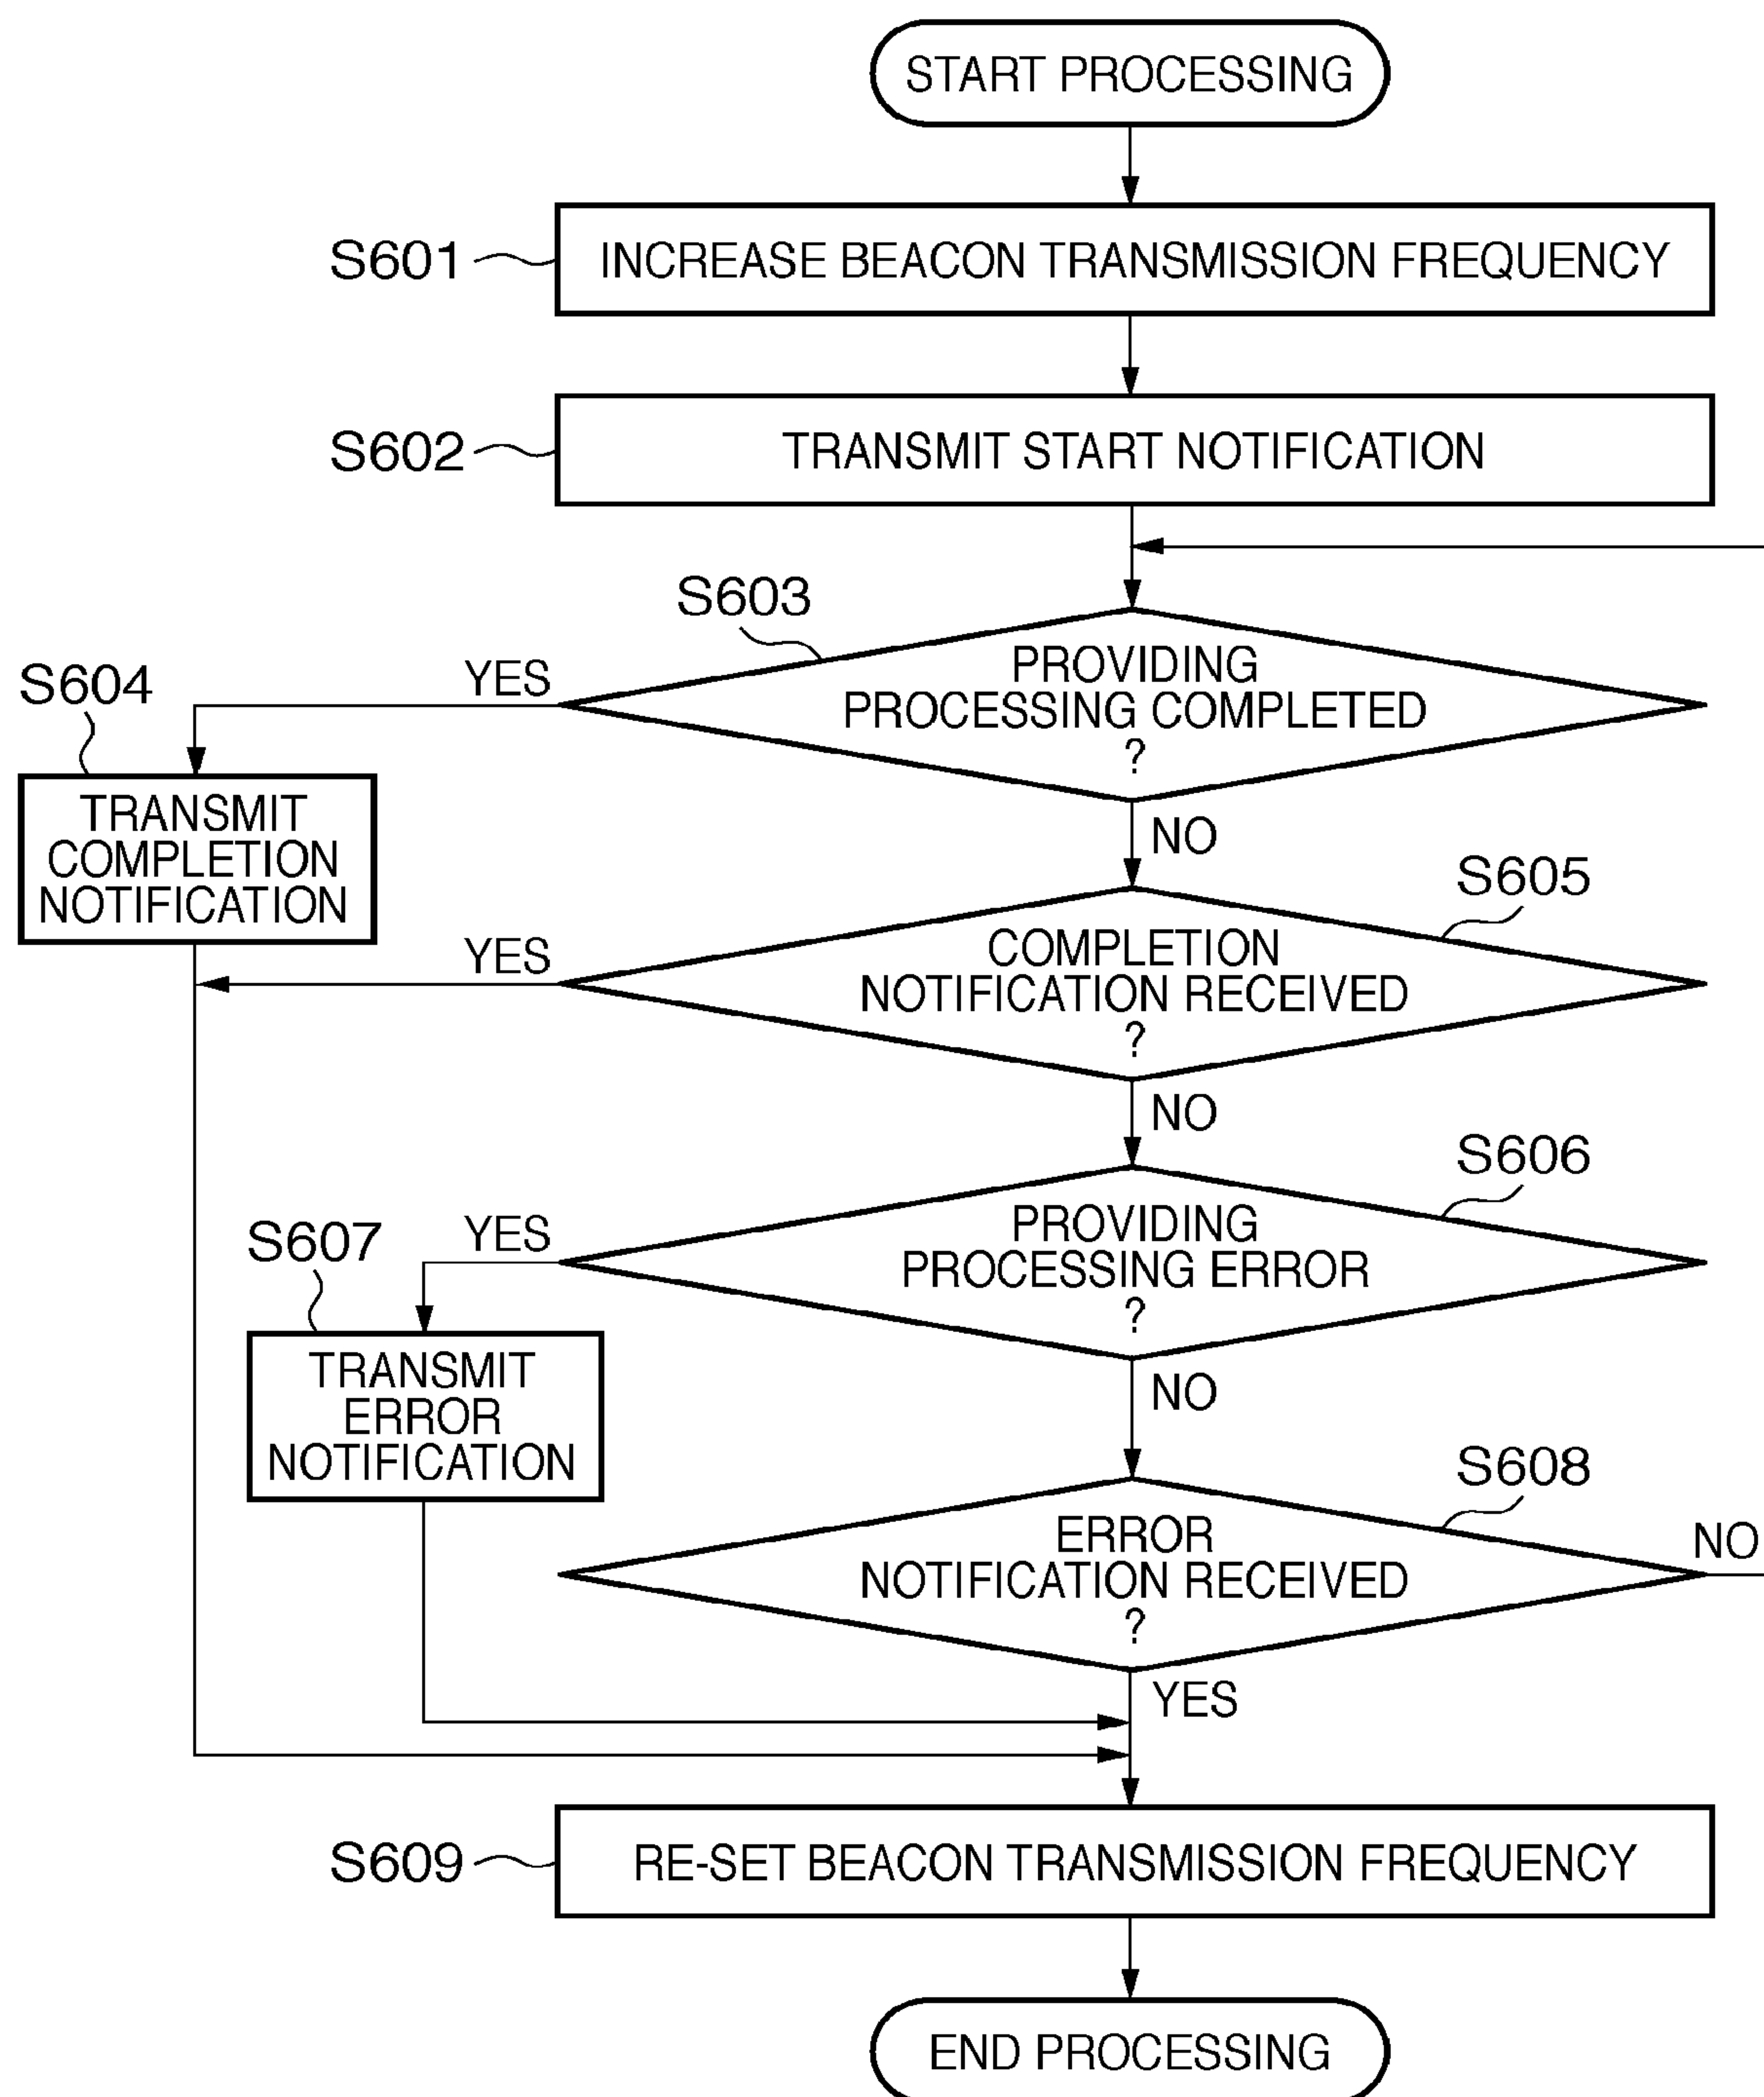 START PROCESSING
S601
INCREASE BEACON TRANSMISSION FREQUENCY
S602
TRANSMIT START NOTIFICATION
S603
PROVIDING
PROCESSING COMPLETED
?
YES
S604
TRANSMIT
COMPLETION
NOTIFICATION
NO
S605
COMPLETION
NOTIFICATION RECEIVED
?
YES
NO
S606
PROVIDING
PROCESSING ERROR
?
YES
S607
TRANSMIT
ERROR
NOTIFICATION
NO
S608
ERROR
NOTIFICATION RECEIVED
?
NO
YES
S609
RE-SET BEACON TRANSMISSION FREQUENCY
END PROCESSING